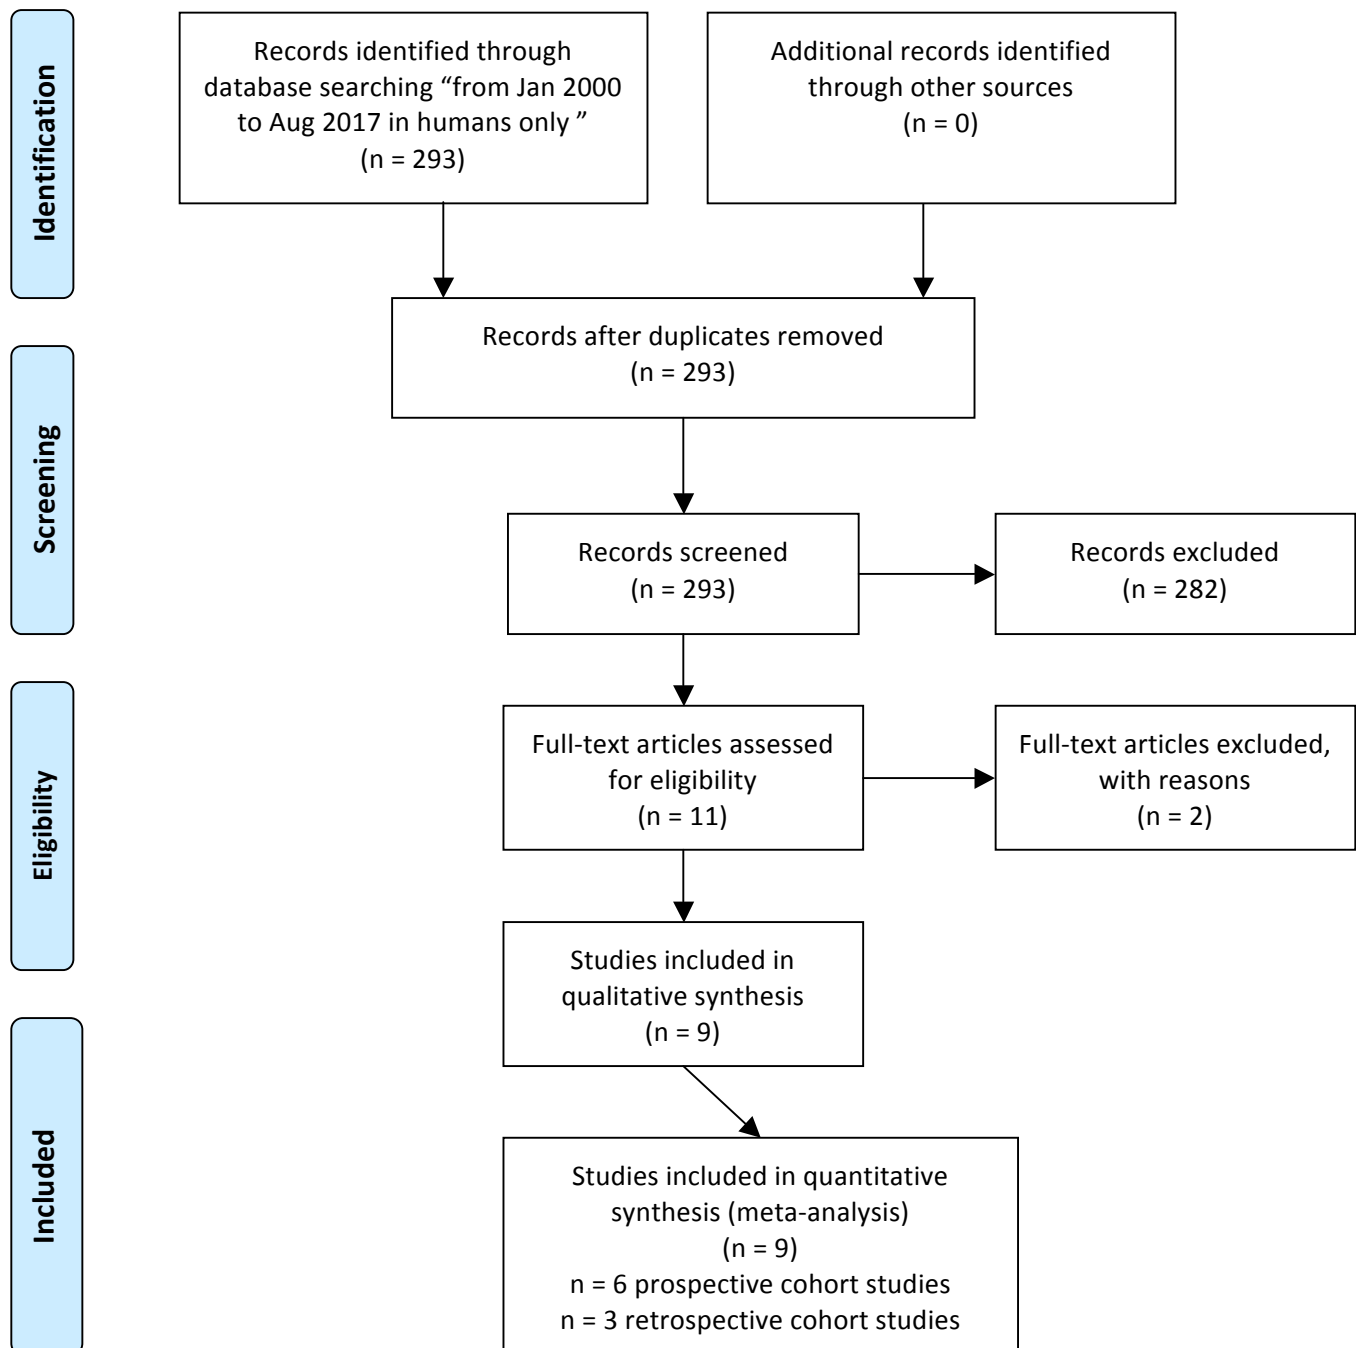 Identification
Records identified through
database searching “from Jan 2000
to Aug 2017 in humans only ”
(n = 293)
Additional records identified
through other sources
(n = 0)
Records after duplicates removed
(n = 293)
Screening
Records screened
(n = 293)
Records excluded
(n = 282)
Eligibility
Full-text articles assessed
for eligibility
(n = 11)
Full-text articles excluded,
with reasons
(n = 2)
Studies included in
qualitative synthesis
(n = 9)
Included
Studies included in quantitative
synthesis (meta-analysis)
(n = 9)
n = 6 prospective cohort studies
n = 3 retrospective cohort studies